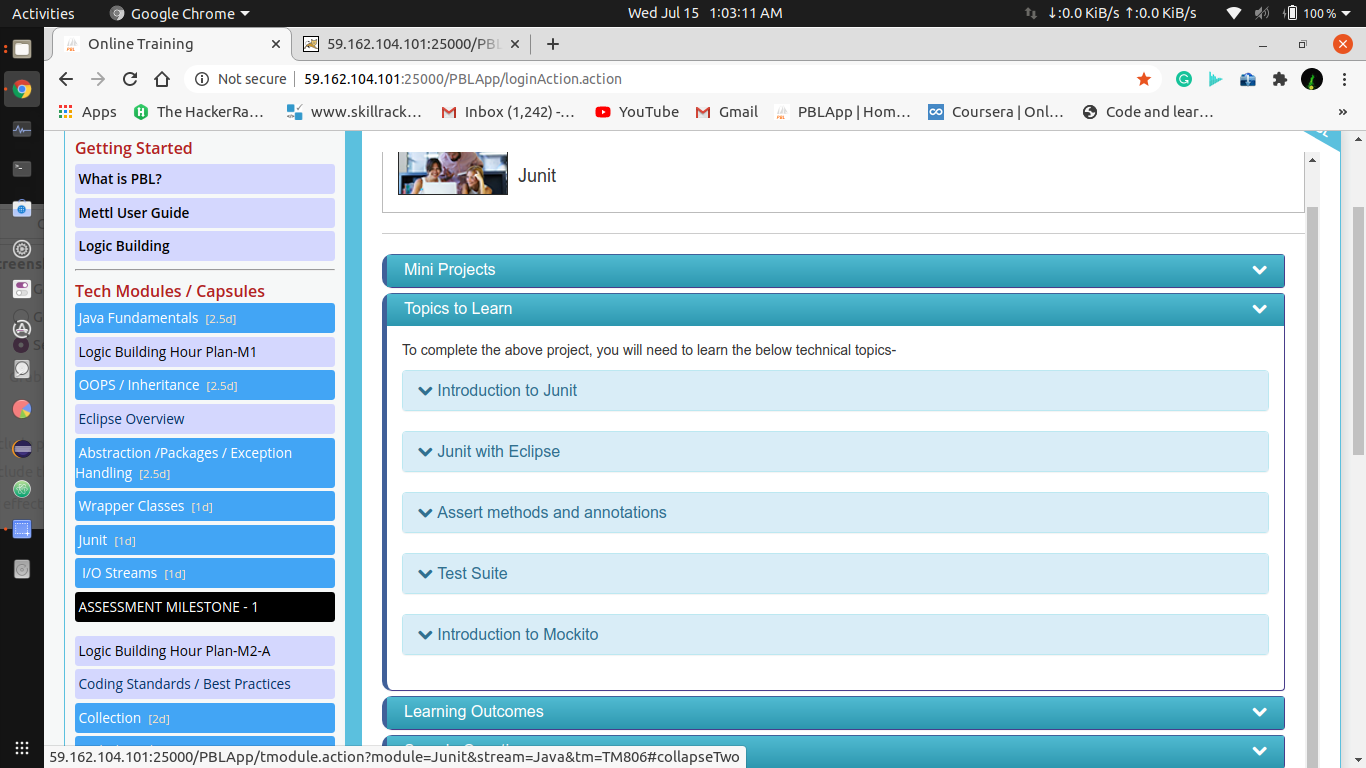 Activities Google Chrome Wed Jul 15 1:03:11 AM ↓:0.0 KiB/s ↑:0.0 KiB/s 100 %
Online Training
59.162.104.101:25000/PBL
Not secure 59.162.104.101:25000/PBLApp/loginAction.action
Apps The HackerRa… www.skillrack… Inbox (1,242) -… YouTube Gmail PBLApp | Hom… Coursera | Onl… Code and lear… »
Getting Started
What is PBL?
Mettl User Guide
Logic Building
Tech Modules / Capsules
Java Fundamentals [2.5d]
Logic Building Hour Plan-M1
OOPS / Inheritance [2.5d]
Eclipse Overview
Abstraction /Packages / Exception
Handling [2.5d]
Wrapper Classes [1d]
Junit [1d]
I/O Streams [1d]
ASSESSMENT MILESTONE - 1
Logic Building Hour Plan-M2-A
Coding Standards / Best Practices
Collection [2d]
Junit
Mini Projects
Topics to Learn
To complete the above project, you will need to learn the below technical topics-
Introduction to Junit
Junit with Eclipse
Assert methods and annotations
Test Suite
Introduction to Mockito
Learning Outcomes
59.162.104.101:25000/PBLApp/tmodule.action?module=Junit&stream=Java&tm=TM806#collapseTwo